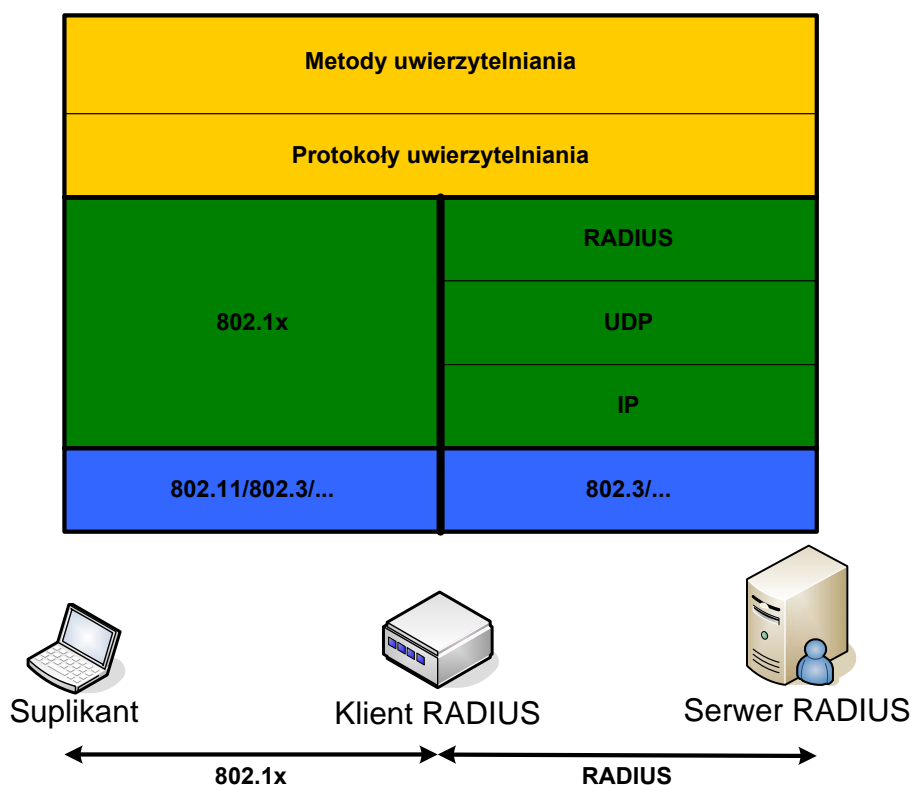 Metody uwierzytelniania
Protokoły uwierzytelniania
802.1x
RADIUS
UDP
IP
802.11/802.3/...
802.3/...
Suplikant
Klient RADIUS
Serwer RADIUS
802.1x
RADIUS